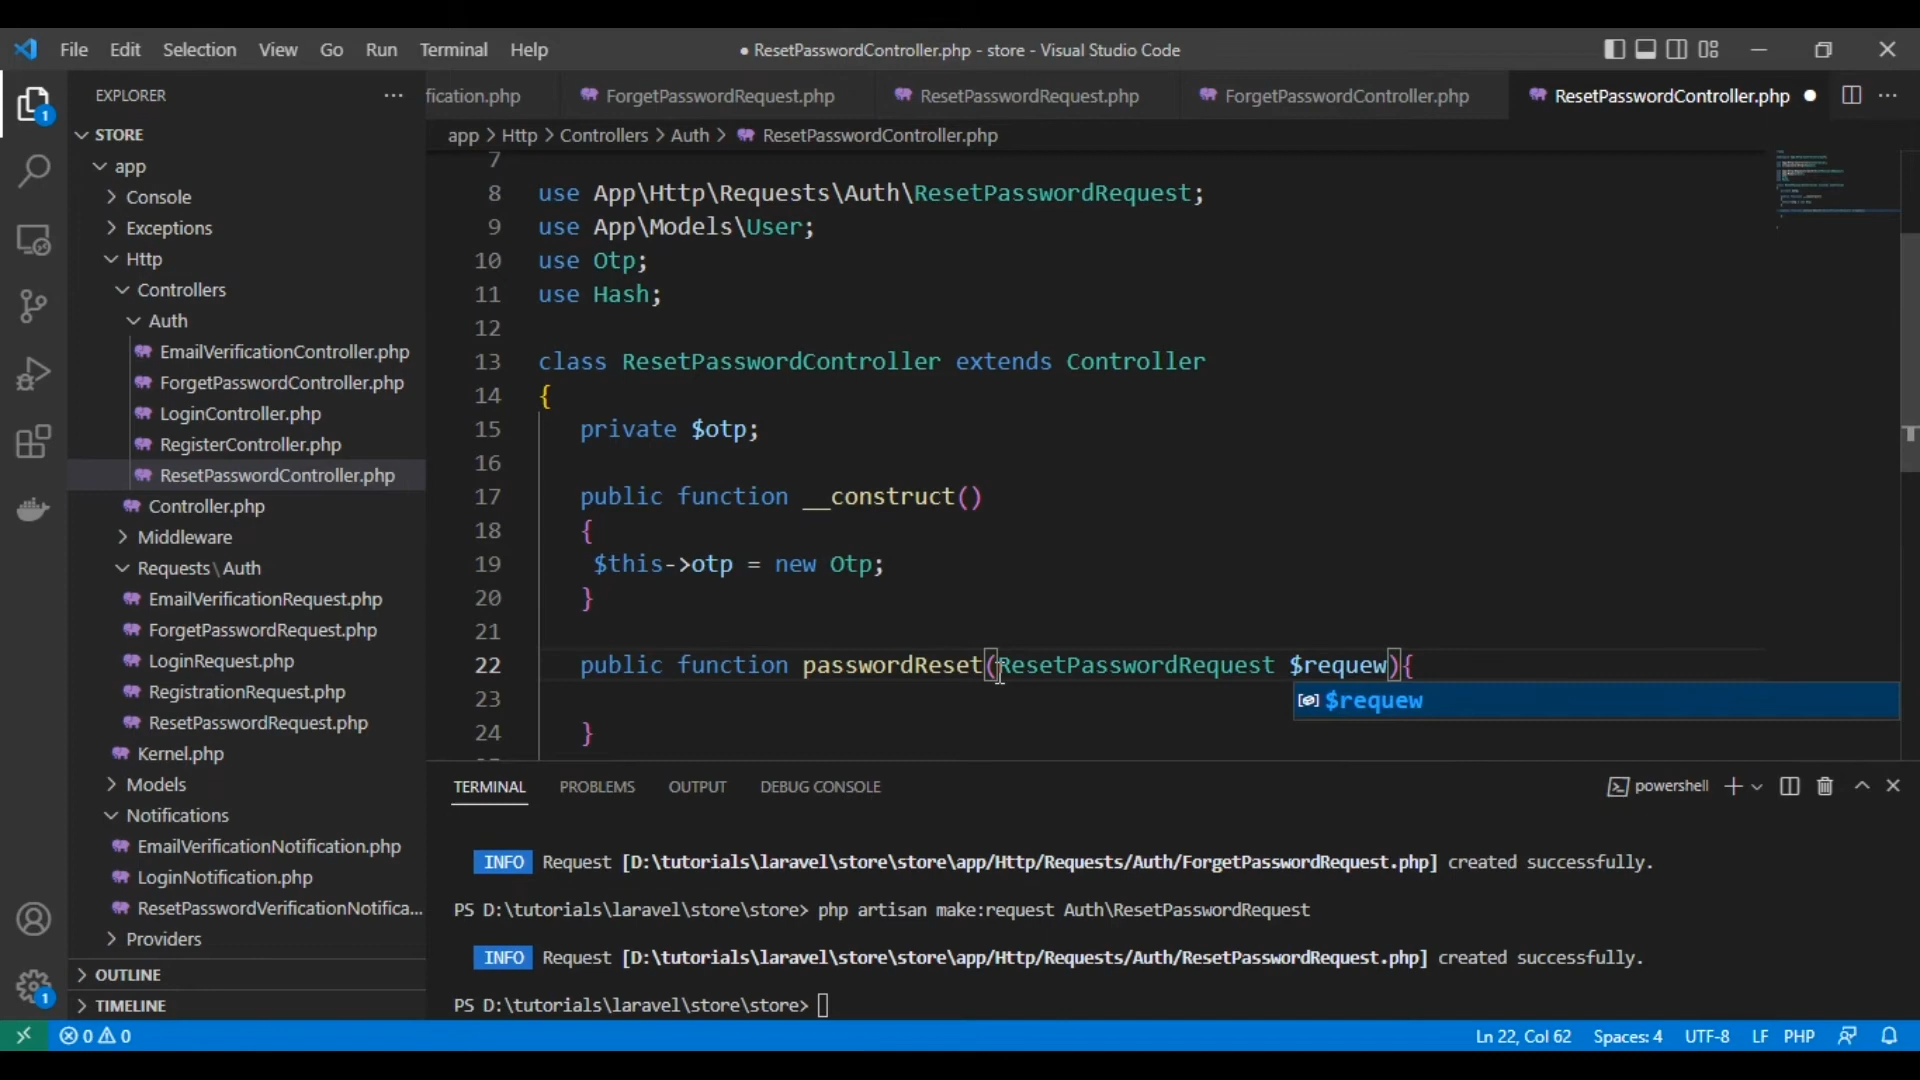 File Edit Selection View Go Run Terminal Help
● ResetPasswordController.php - store - Visual Studio Code
EXPLORER
fication.php ForgetPasswordRequest.php ResetPasswordRequest.php ForgetPasswordController.php ResetPasswordController.php
app > Http > Controllers > Auth > ResetPasswordController.php
1
STORE
app
Console
Exceptions
Http
Controllers
Auth
EmailVerificationController.php
ForgetPasswordController.php
LoginController.php
RegisterController.php
ResetPasswordController.php
Controller.php
Middleware
Requests\Auth
EmailVerificationRequest.php
ForgetPasswordRequest.php
LoginRequest.php
RegistrationRequest.php
ResetPasswordRequest.php
Kernel.php
Models
Notifications
EmailVerificationNotification.php
LoginNotification.php
ResetPasswordVerificationNotifica...
Providers
OUTLINE
TIMELINE
1
7
8 use App\Http\Requests\Auth\ResetPasswordRequest;
9 use App\Models\User;
10 use Otp;
11 use Hash;
12
13 class ResetPasswordController extends Controller
14 {
15 private $otp;
16
17 public function __construct()
18 {
19 $this->otp = new Otp;
20 }
21
22 public function passwordReset(ResetPasswordRequest $requew){
23
$requew
24 }
TERMINAL PROBLEMS OUTPUT DEBUG CONSOLE
powershell
INFO Request [D:\tutorials\laravel\store\store\app/Http/Requests/Auth/ForgetPasswordRequest.php] created successfully.
PS D:\tutorials\laravel\store\store> php artisan make:request Auth\ResetPasswordRequest
INFO Request [D:\tutorials\laravel\store\store\app/Http/Requests/Auth/ResetPasswordRequest.php] created successfully.
PS D:\tutorials\laravel\store\store>
0 0
Ln 22, Col 62 Spaces: 4 UTF-8 LF PHP